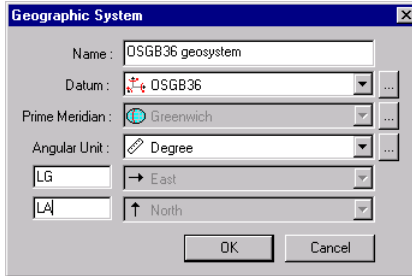 Geographic System
Name : OSGB36 geosystem
Datum : OSGB36 ...
Prime Meridian : Greenwich ...
Angular Unit : Degree ...
LG East
LA North
OK Cancel